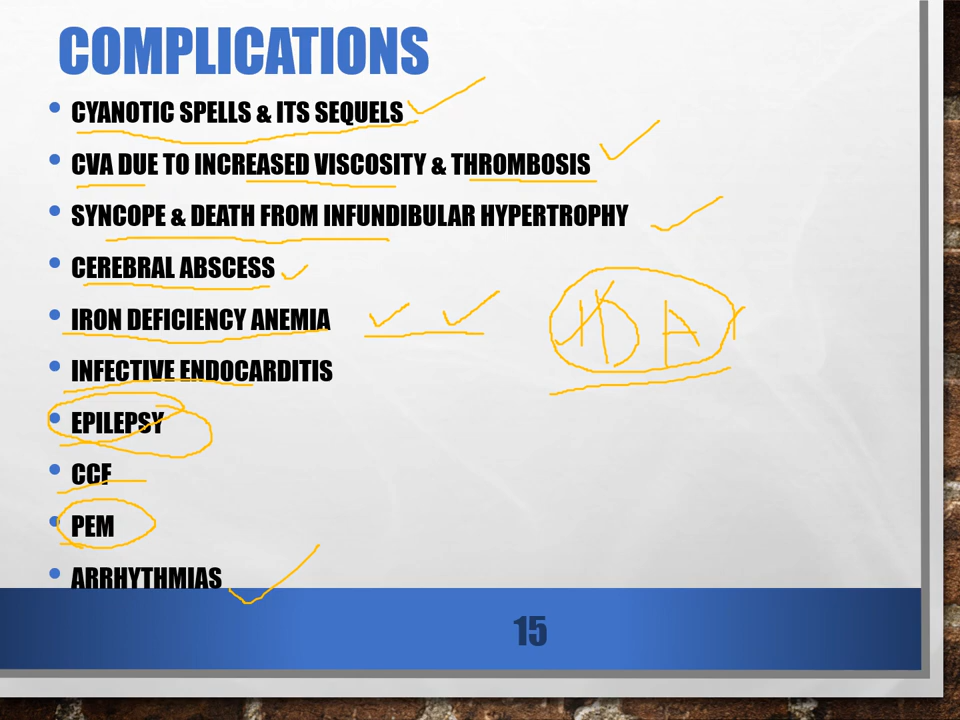 COMPLICATIONS
• CYANOTIC SPELLS & ITS SEQUELS
• CVA DUE TO INCREASED VISCOSITY & THROMBOSIS
• SYNCOPE & DEATH FROM INFUNDIBULAR HYPERTROPHY
• CEREBRAL ABSCESS
• IRON DEFICIENCY ANEMIA
• INFECTIVE ENDOCARDITIS
• EPILEPSY
• CCF
• PEM
• ARRHYTHMIAS
15